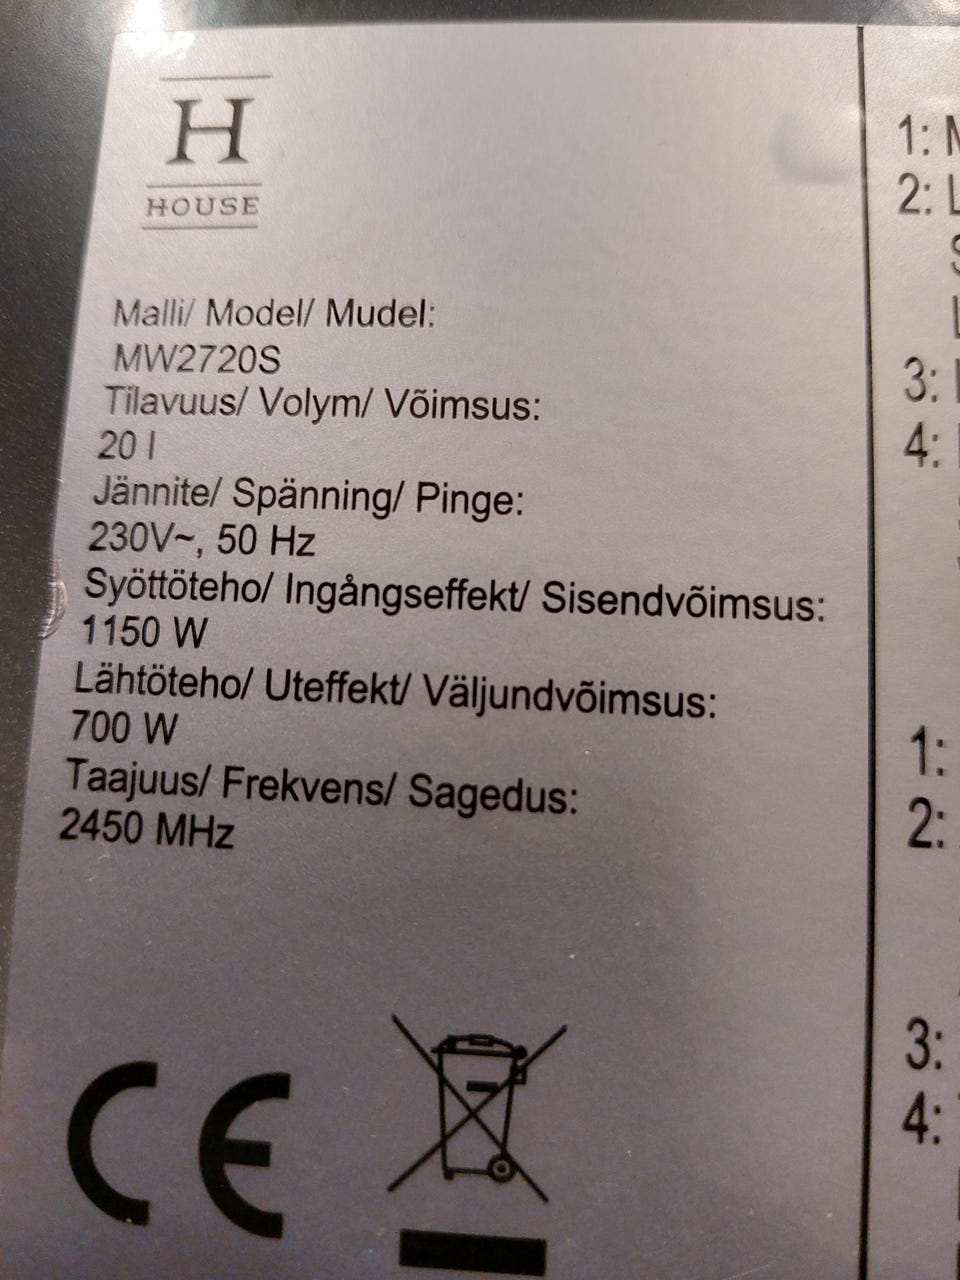 H
HOUSE
Malli/ Model/ Mudel:
MW2720S
Tilavuus/ Volym/ Võimsus:
20 l
Jännite/ Spänning/ Pinge:
230V~, 50 Hz
Syöttöteho/ Ingångseffekt/ Sisendvõimsus:
1150 W
Lähtöteho/ Uteffekt/ Väljundvõimsus:
700 W
Taajuus/ Frekvens/ Sagedus:
2450 MHz
CE
1:
2:
3:
4:
1:
2:
3:
4: